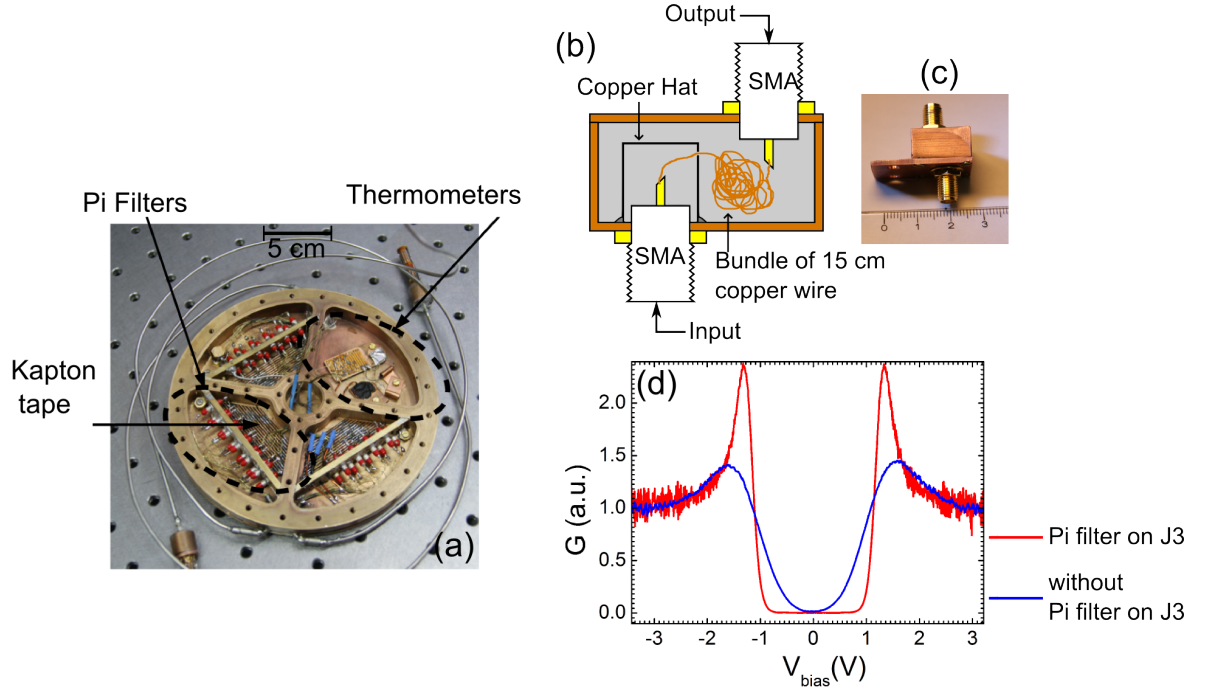 Pi Filters
Thermometers
5 cm
Kapton
tape
(a)
(b)
Output
SMA
Copper Hat
SMA
Bundle of 15 cm
copper wire
Input
(c)
0 1 2 3
(d)
G (a.u.)
2.0
1.5
1.0
0.5
0.0
-3 -2 -1 0 1 2 3
V_bias(V)
Pi filter on J3
without
Pi filter on J3